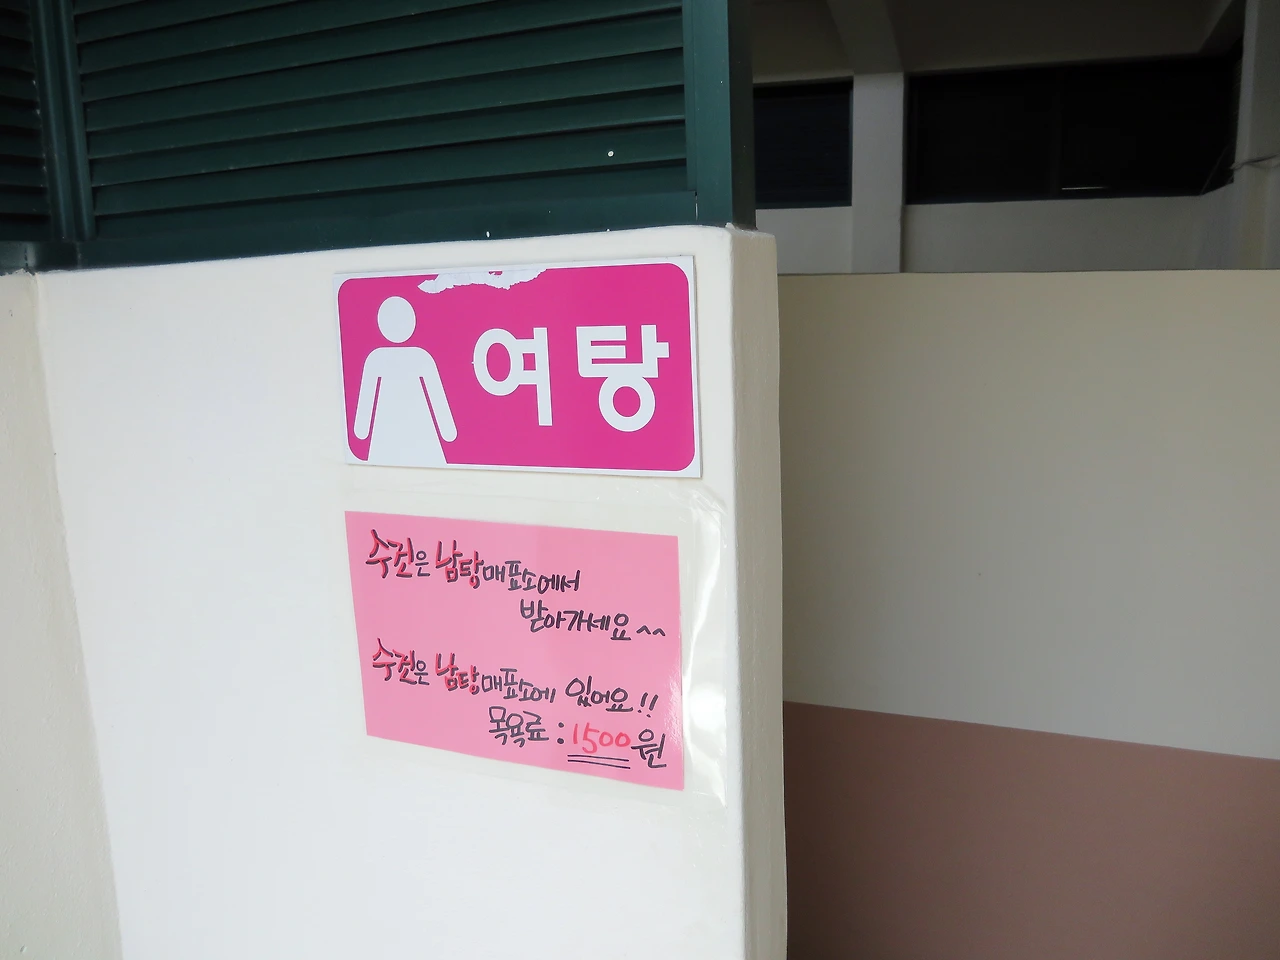 여탕
수건은 남탕매표소에서
받아가세요^^
수건은 남탕매표소에 있어요!!
목욕료 : 1500원